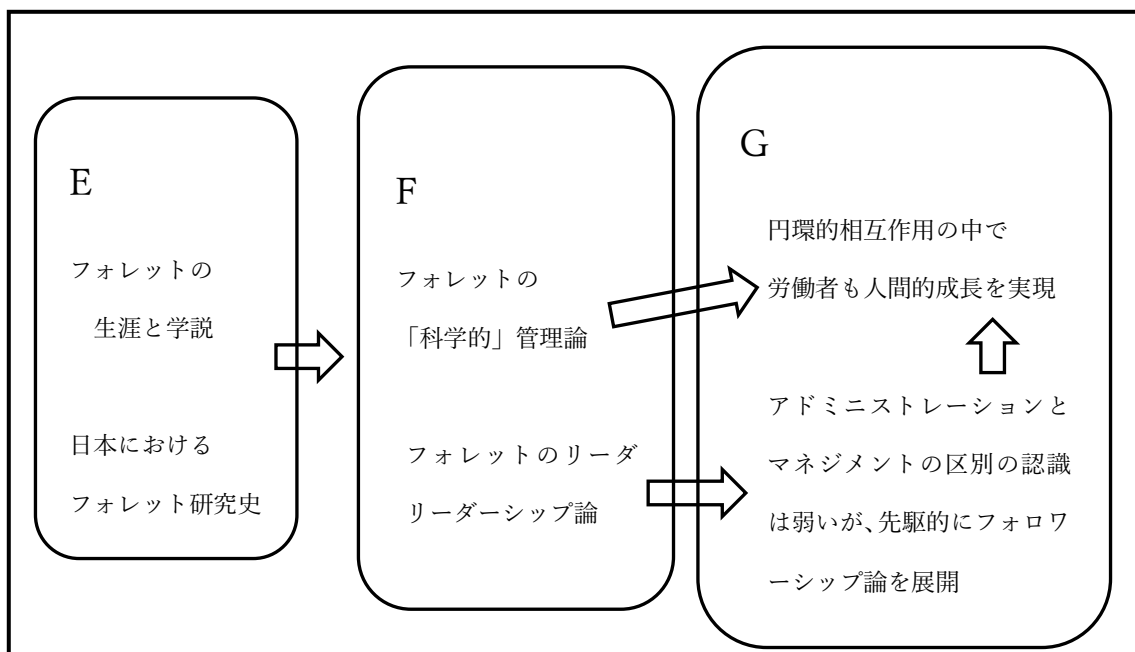 E
フォレットの
生涯と学説
日本における
フォレット研究史
F
フォレットの
「科学的」管理論
フォレットのリーダ
リーダーシップ論
G
円環的相互作用の中で
労働者も人間的成長を実現
アドミニストレーションと
マネジメントの区別の認識
は弱いが、先駆的にフォロワ
ーシップ論を展開